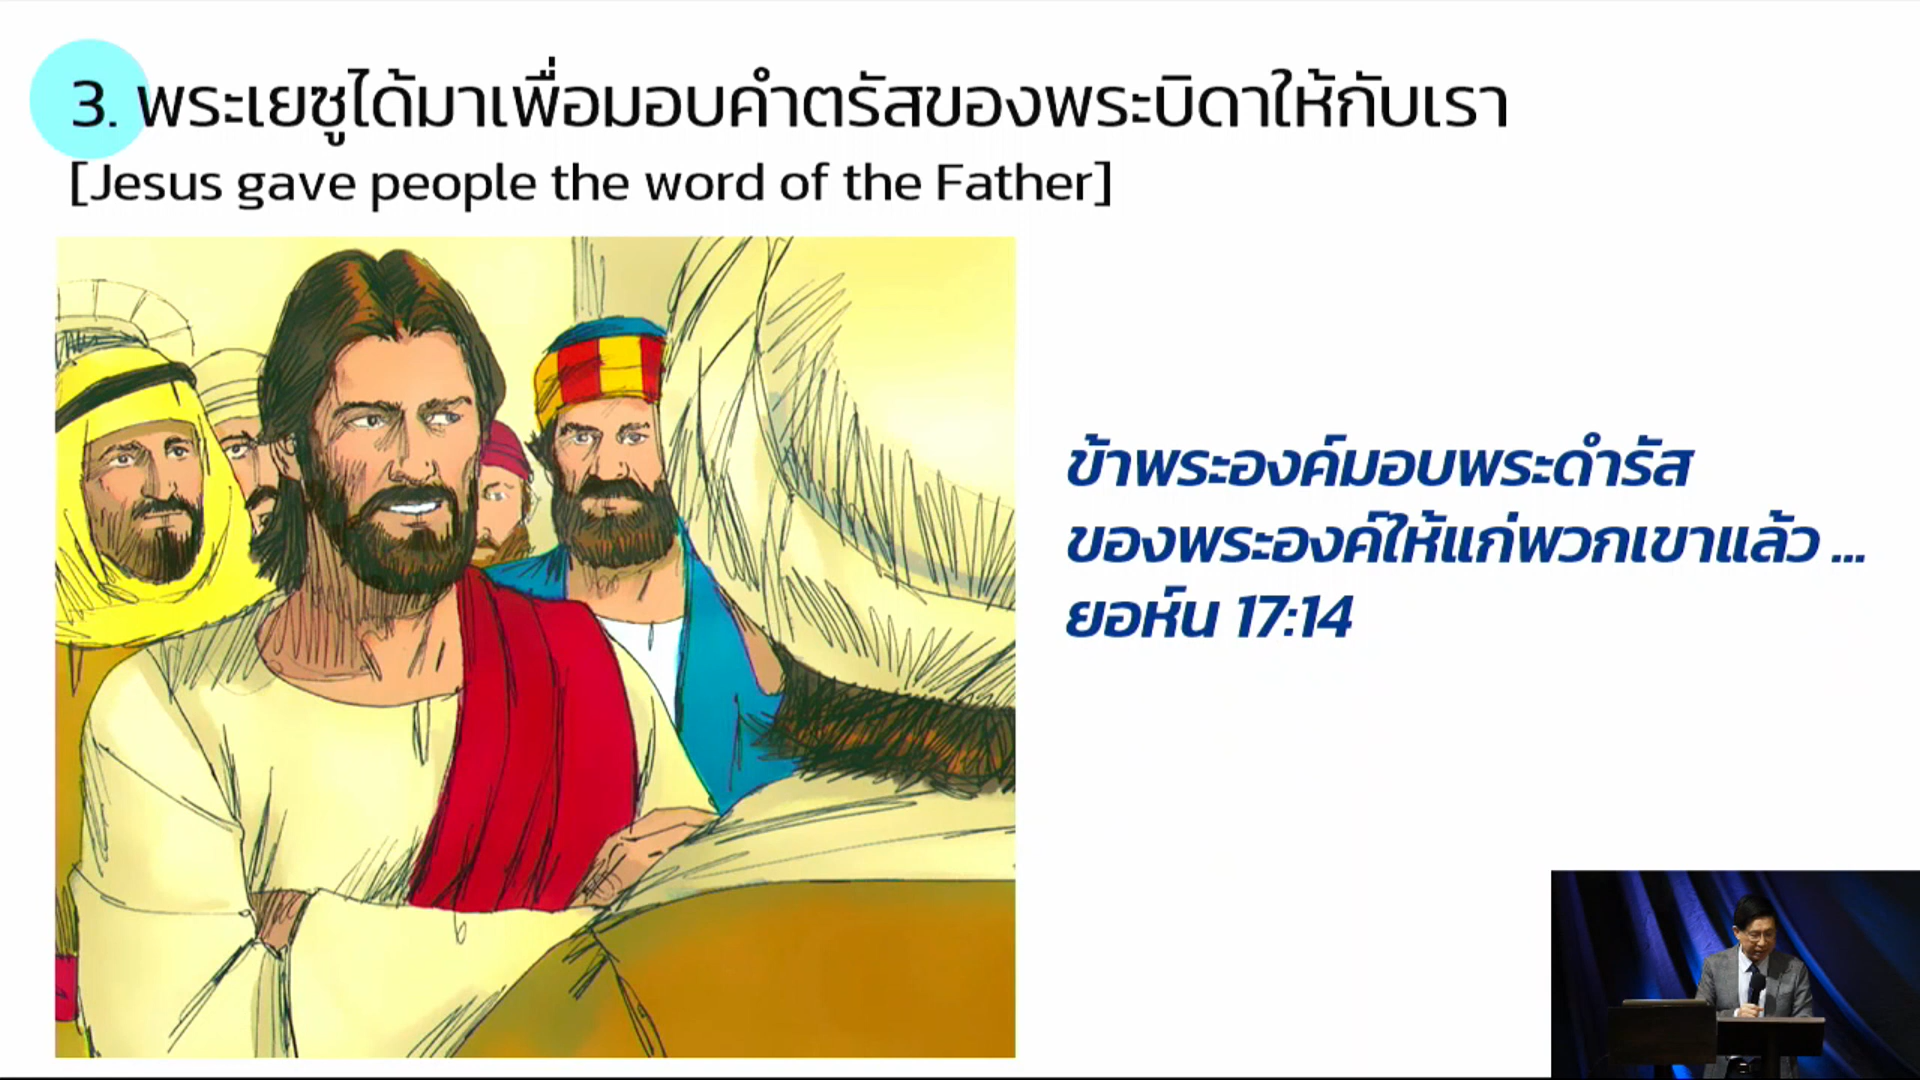 3. พระเยซูได้มาเพื่อมอบคำตรัสของพระบิดาให้กับเรา
[Jesus gave people the word of the Father]
ข้าพระองค์มอบพระดำรัส
ของพระองค์ให้แก่พวกเขาแล้ว ...
ยอห์น 17:14